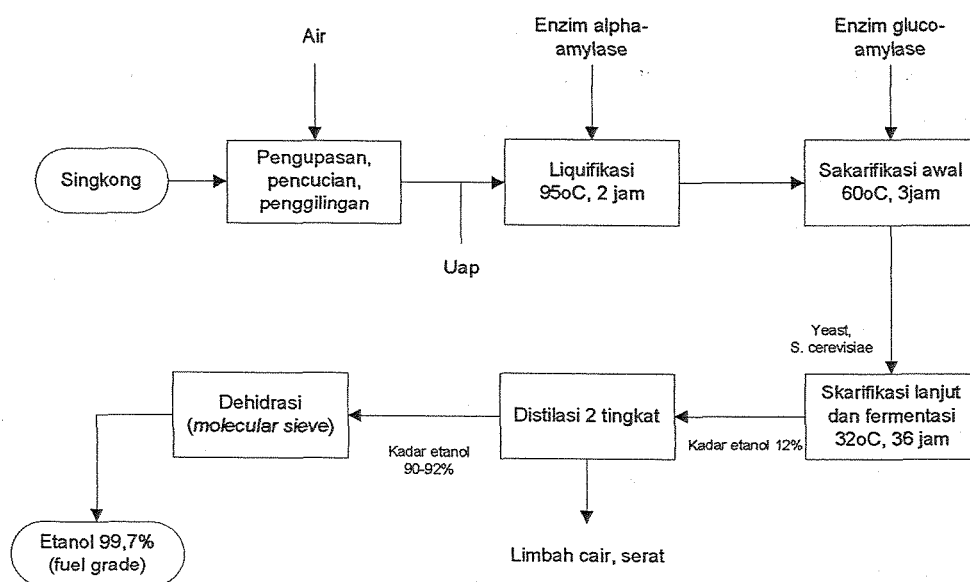 Air
Enzim alpha-
amylase
Enzim gluco-
amylase
Singkong
Pengupasan,
pencucian,
penggilingan
Liquifikasi
95oC, 2 jam
Sakarifikasi awal
60oC, 3jam
Uap
Yeast,
S. cerevisiae
Dehidrasi
(molecular sieve)
Distilasi 2 tingkat
Skarifikasi lanjut
dan fermentasi
32oC, 36 jam
Kadar etanol
90-92%
Kadar etanol 12%
Etanol 99,7%
(fuel grade)
Limbah cair, serat